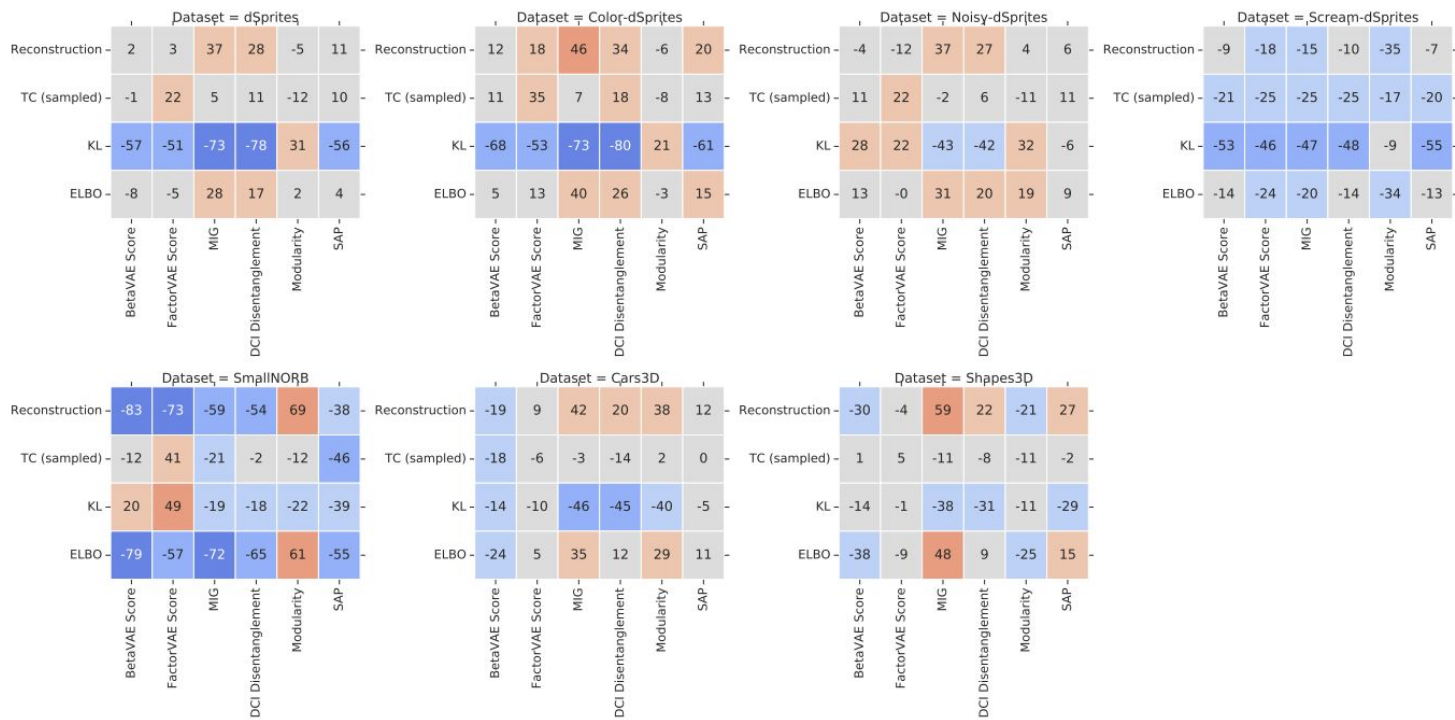 Dataset = dSprites
Reconstruction 2 3 37 28 -5 11
TC (sampled) -1 22 5 11 -12 10
KL -57 -51 -73 -78 31 -56
ELBO -8 -5 28 17 2 4
BetaVAE Score
FactorVAE Score
MIG
DCI Disentanglement
Modularity
SAP
Dataset = Color-dSprites
Reconstruction 12 18 46 34 -6 20
TC (sampled) 11 35 7 18 -8 13
KL -68 -53 -73 -80 21 -61
ELBO 5 13 40 26 -3 15
BetaVAE Score
FactorVAE Score
MIG
DCI Disentanglement
Modularity
SAP
Dataset = Noisy-dSprites
Reconstruction -4 -12 37 27 4 6
TC (sampled) 11 22 -2 6 -11 11
KL 28 22 -43 -42 32 -6
ELBO 13 -0 31 20 19 9
BetaVAE Score
FactorVAE Score
MIG
DCI Disentanglement
Modularity
SAP
Dataset = Scream-dSprites
Reconstruction -9 -18 -15 -10 -35 -7
TC (sampled) -21 -25 -25 -25 -17 -20
KL -53 -46 -47 -48 -9 -55
ELBO -14 -24 -20 -14 -34 -13
BetaVAE Score
FactorVAE Score
MIG
DCI Disentanglement
Modularity
SAP
Dataset = SmallNORB
Reconstruction -83 -73 -59 -54 69 -38
TC (sampled) -12 41 -21 -2 -12 -46
KL 20 49 -19 -18 -22 -39
ELBO -79 -57 -72 -65 61 -55
BetaVAE Score
FactorVAE Score
MIG
DCI Disentanglement
Modularity
SAP
Dataset = Cars3D
Reconstruction -19 9 42 20 38 12
TC (sampled) -18 -6 -3 -14 2 0
KL -14 -10 -46 -45 -40 -5
ELBO -24 5 35 12 29 11
BetaVAE Score
FactorVAE Score
MIG
DCI Disentanglement
Modularity
SAP
Dataset = Shapes3D
Reconstruction -30 -4 59 22 -21 27
TC (sampled) 1 5 -11 -8 -11 -2
KL -14 -1 -38 -31 -11 -29
ELBO -38 -9 48 9 -25 15
BetaVAE Score
FactorVAE Score
MIG
DCI Disentanglement
Modularity
SAP